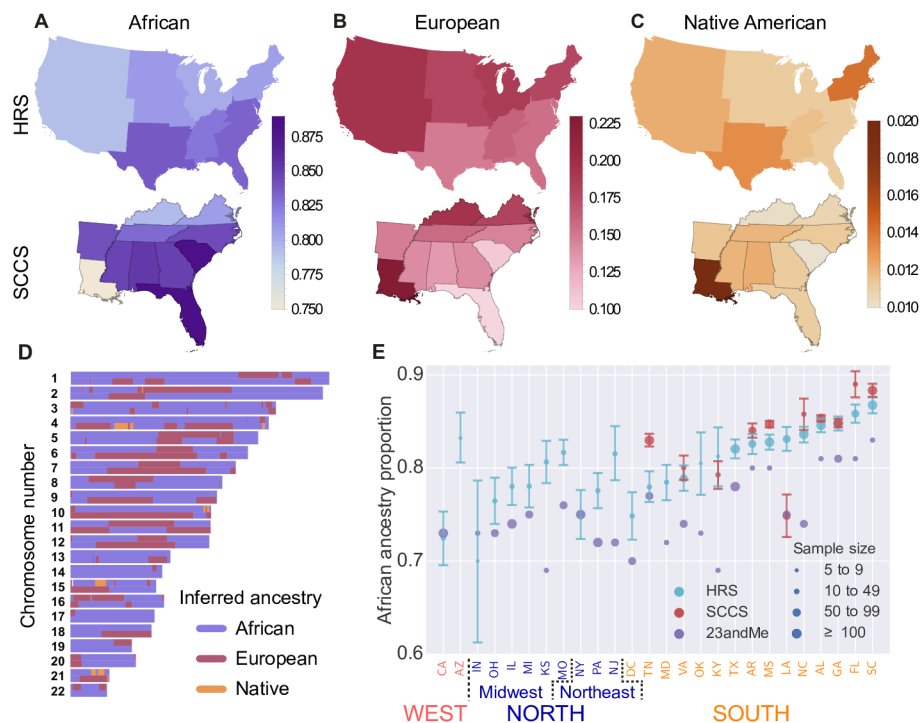 A African
B European
C Native American
HRS
0.875
0.850
0.825
0.800
0.775
0.750
0.225
0.200
0.175
0.150
0.125
0.100
0.020
0.018
0.016
0.014
0.012
0.010
SCCS
D
Chromosome number
1
2
3
4
5
6
7
8
9
10
11
12
13
14
15
16
17
18
19
20
21
22
Inferred ancestry
African
European
Native
E
African ancestry proportion
0.9
0.8
0.7
0.6
HRS
SCCS
23andMe
Sample size
5 to 9
10 to 49
50 to 99
≥ 100
CA AZ IN OH IL MI KS MO NY PA NJ DC TN MD VA OK KY TX AR MS LA NC AL GA FL SC
Midwest Northeast
WEST NORTH SOUTH